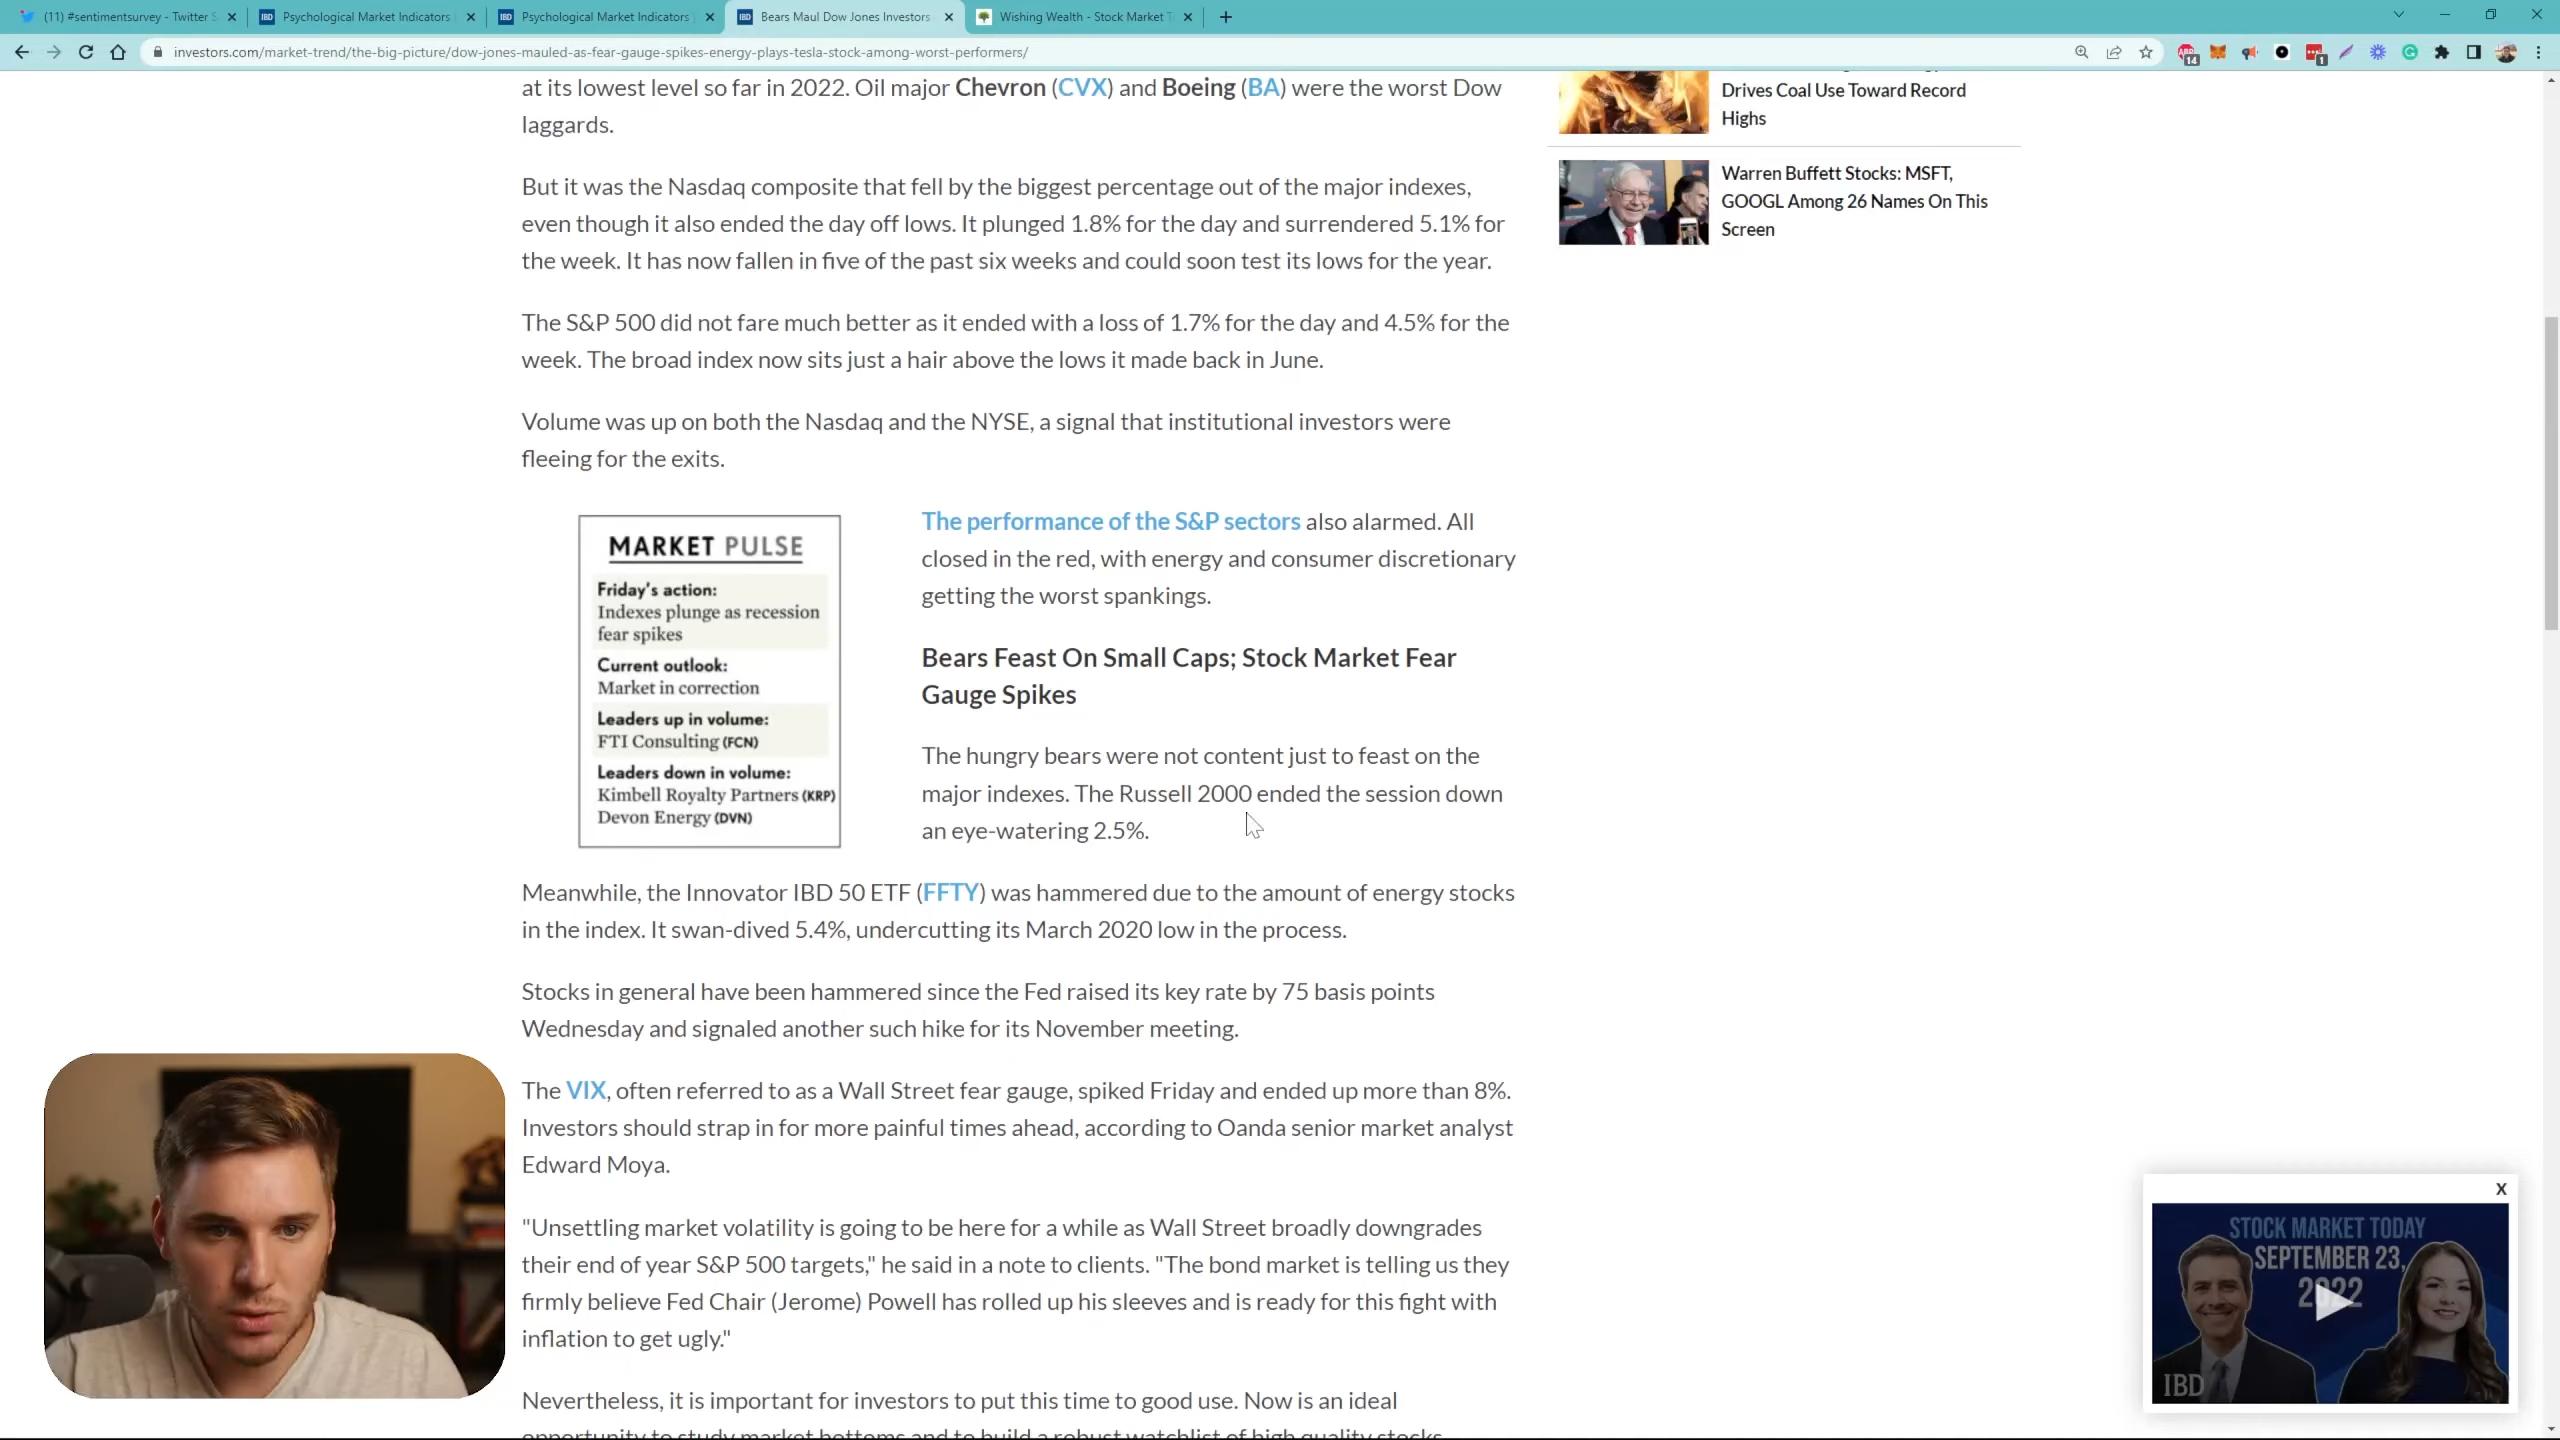 (11) #sentimentsurvey - Twitter S
IBD Psychological Market Indicators
IBD Psychological Market Indicators
IBD Bears Maul Dow Jones Investors
Wishing Wealth - Stock Market T
investors.com/market-trend/the-big-picture/dow-jones-mauled-as-fear-gauge-spikes-energy-plays-tesla-stock-among-worst-performers/
14
1
at its lowest level so far in 2022. Oil major Chevron (CVX) and Boeing (BA) were the worst Dow
laggards.
But it was the Nasdaq composite that fell by the biggest percentage out of the major indexes,
even though it also ended the day off lows. It plunged 1.8% for the day and surrendered 5.1% for
the week. It has now fallen in five of the past six weeks and could soon test its lows for the year.
The S&P 500 did not fare much better as it ended with a loss of 1.7% for the day and 4.5% for the
week. The broad index now sits just a hair above the lows it made back in June.
Volume was up on both the Nasdaq and the NYSE, a signal that institutional investors were
fleeing for the exits.
MARKET PULSE
Friday's action:
Indexes plunge as recession
fear spikes
Current outlook:
Market in correction
Leaders up in volume:
FTI Consulting (FCN)
Leaders down in volume:
Kimbell Royalty Partners (KRP)
Devon Energy (DVN)
The performance of the S&P sectors also alarmed. All
closed in the red, with energy and consumer discretionary
getting the worst spankings.
Bears Feast On Small Caps; Stock Market Fear
Gauge Spikes
The hungry bears were not content just to feast on the
major indexes. The Russell 2000 ended the session down
an eye-watering 2.5%.
Meanwhile, the Innovator IBD 50 ETF (FFTY) was hammered due to the amount of energy stocks
in the index. It swan-dived 5.4%, undercutting its March 2020 low in the process.
Stocks in general have been hammered since the Fed raised its key rate by 75 basis points
Wednesday and signaled another such hike for its November meeting.
The VIX, often referred to as a Wall Street fear gauge, spiked Friday and ended up more than 8%.
Investors should strap in for more painful times ahead, according to Oanda senior market analyst
Edward Moya.
"Unsettling market volatility is going to be here for a while as Wall Street broadly downgrades
their end of year S&P 500 targets," he said in a note to clients. "The bond market is telling us they
firmly believe Fed Chair (Jerome) Powell has rolled up his sleeves and is ready for this fight with
inflation to get ugly."
Nevertheless, it is important for investors to put this time to good use. Now is an ideal
opportunity to study market bottoms and to build a robust watchlist of high quality stocks
Drives Coal Use Toward Record
Highs
Warren Buffett Stocks: MSFT,
GOOGL Among 26 Names On This
Screen
X
STOCK MARKET TODAY
SEPTEMBER 23,
2022
IBD